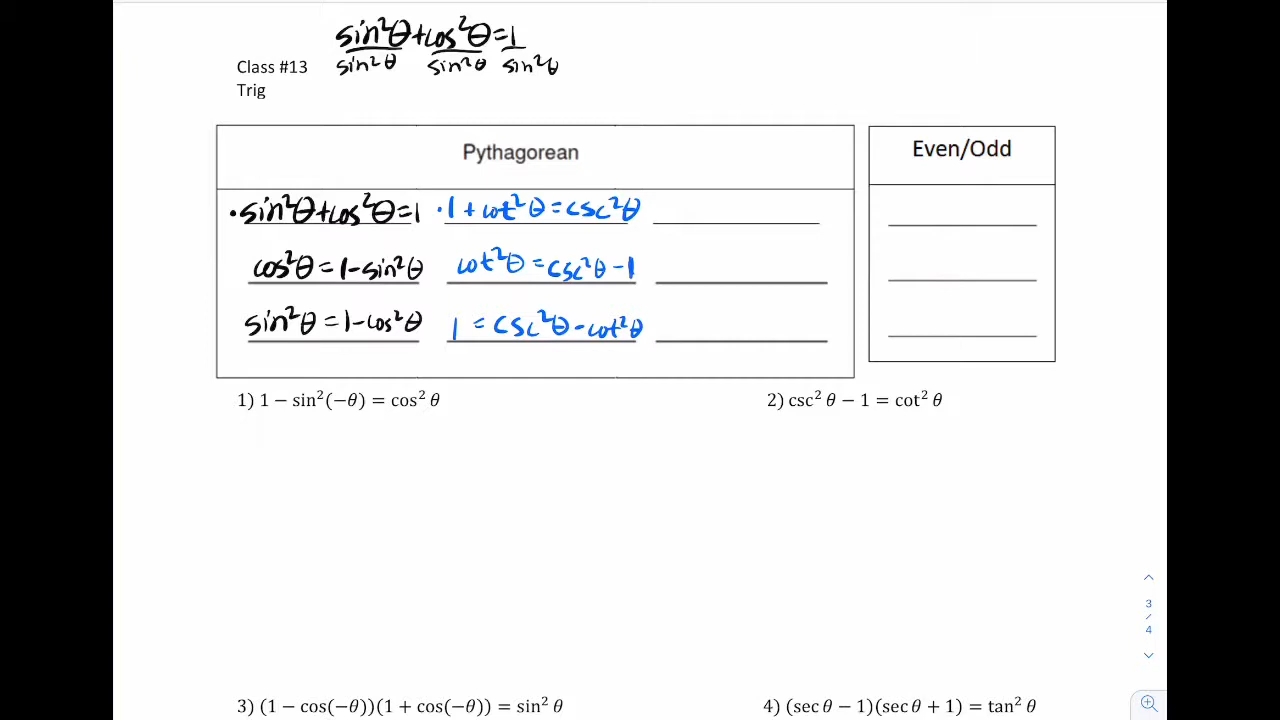 sin²θ+cos²θ=1
sin²θ sin²θ sin²θ
Class #13
Trig
Pythagorean
Even/Odd
·sin²θ+cos²θ=1
·1+cot²θ=csc²θ
cos²θ=1-sin²θ
cot²θ=csc²θ-1
sin²θ=1-cos²θ
1=csc²θ-cot²θ
1) 1 − sin²(−θ) = cos² θ
2) csc² θ − 1 = cot² θ
3
/
4
3) (1 − cos(−θ))(1 + cos(−θ)) = sin² θ
4) (sec θ − 1)(sec θ + 1) = tan² θ